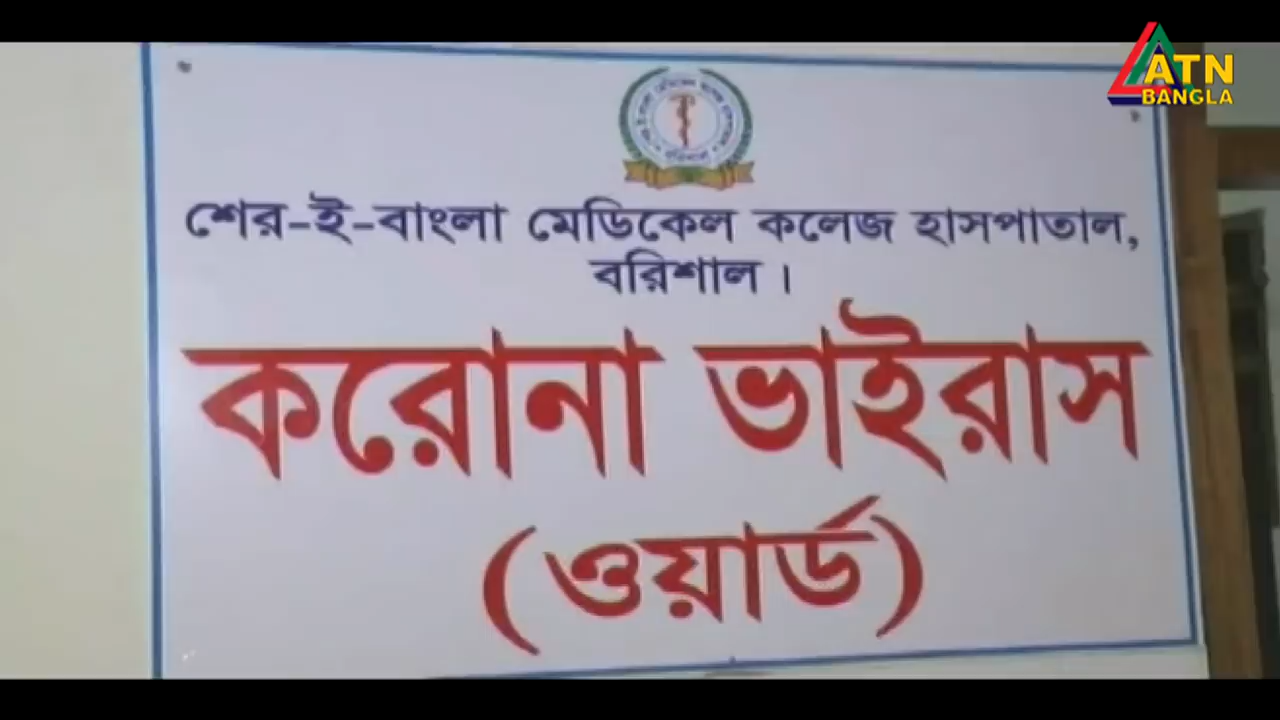 ATN
BANGLA
শের-ই-বাংলা মেডিকেল কলেজ হাসপাতাল,
বরিশাল।
করোনা ভাইরাস
(ওয়ার্ড)